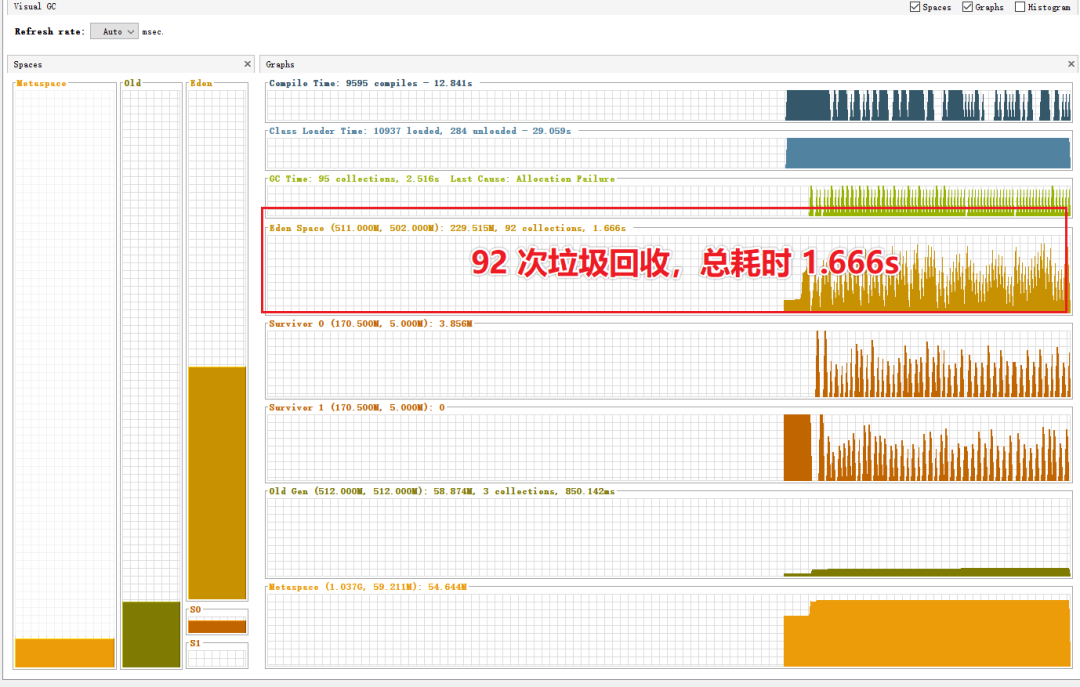 Visual GC
Spaces Graphs Histogram
Refresh rate: Auto msec.
Spaces
Graphs
Metaspace
Old
Eden
S0
S1
Compile Time: 9595 compiles - 12.841s
Class Loader Time: 10937 loaded, 284 unloaded - 29.059s
GC Time: 95 collections, 2.516s Last Cause: Allocation Failure
Eden Space (511.000M, 502.000M): 229.515M, 92 collections, 1.666s
92 次垃圾回收，总耗时 1.666s
Survivor 0 (170.500M, 5.000M): 3.856M
Survivor 1 (170.500M, 5.000M): 0
Old Gen (512.000M, 512.000M): 58.874M, 3 collections, 850.142ms
Metaspace (1.037G, 59.211M): 54.644M